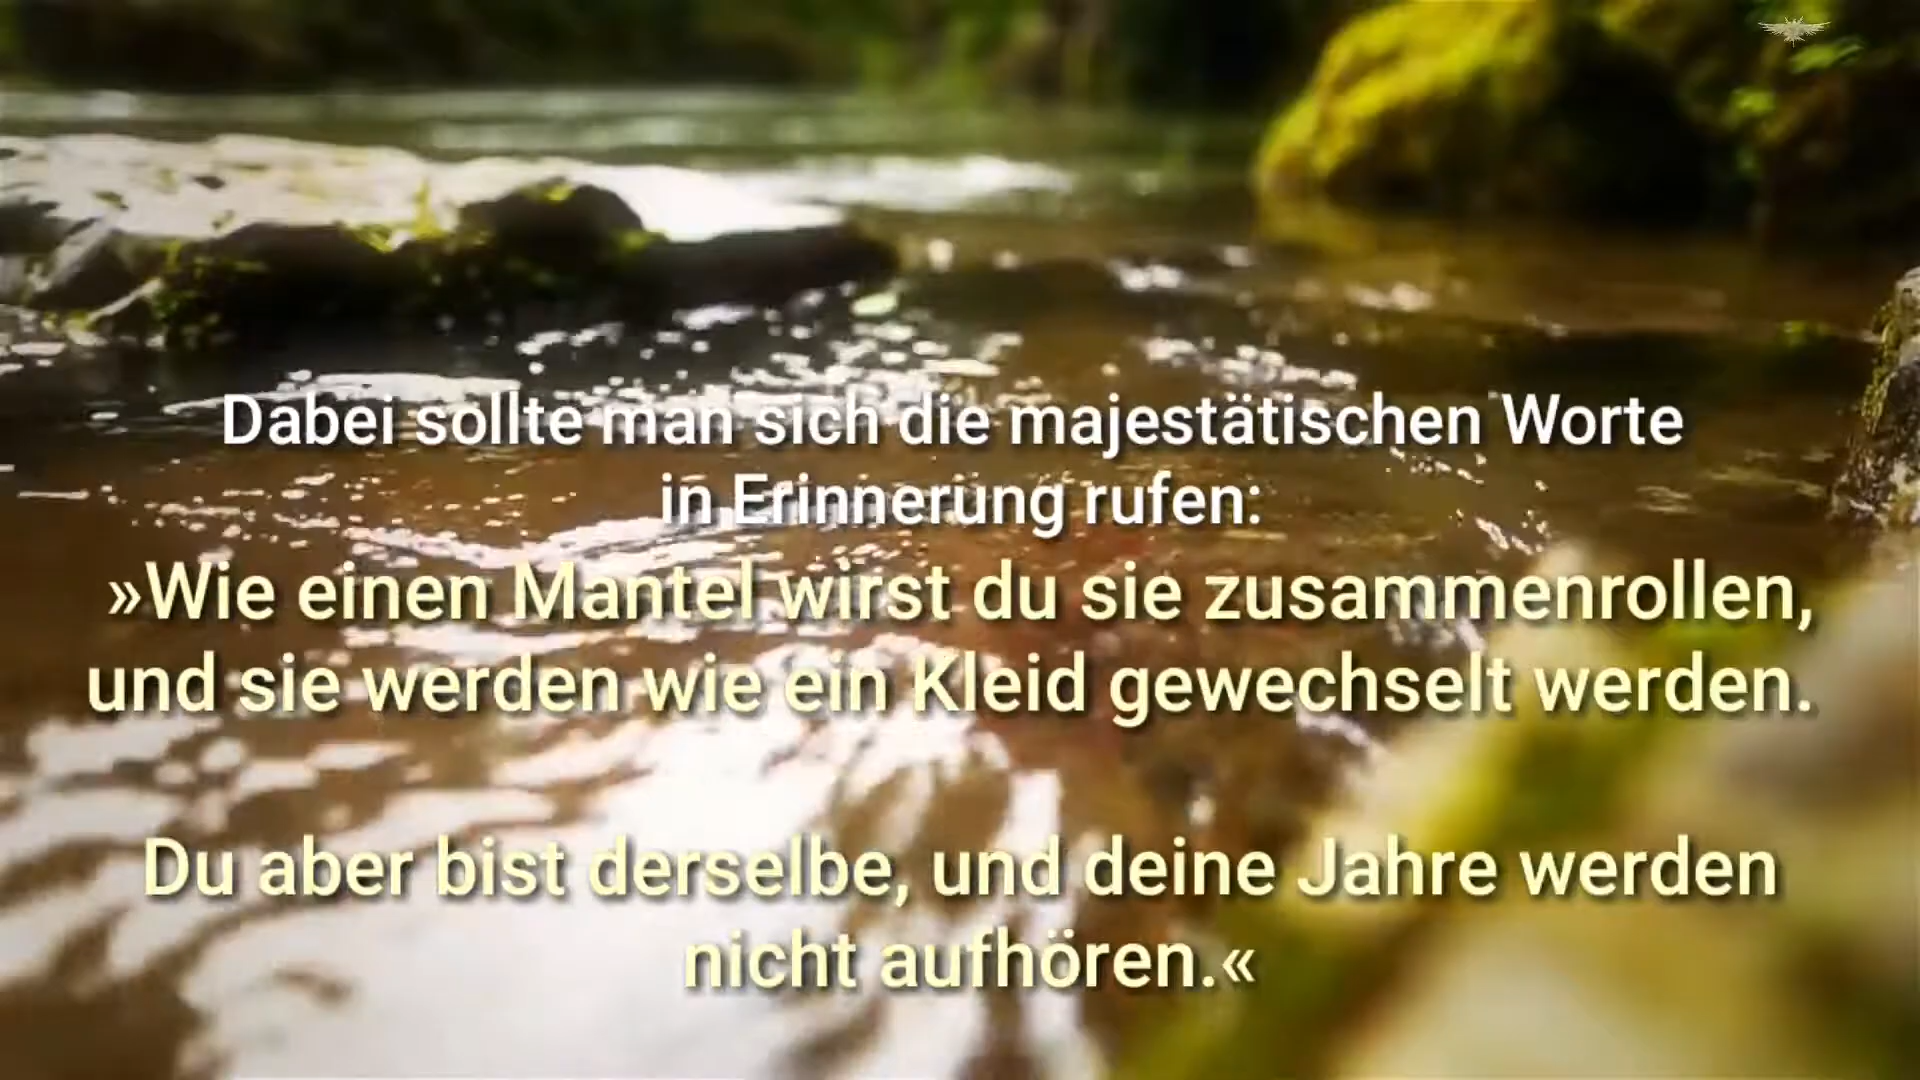 Dabei sollte man sich die majestätischen Worte
in Erinnerung rufen:
»Wie einen Mantel wirst du sie zusammenrollen,
und sie werden wie ein Kleid gewechselt werden.
Du aber bist derselbe, und deine Jahre werden
nicht aufhören.«